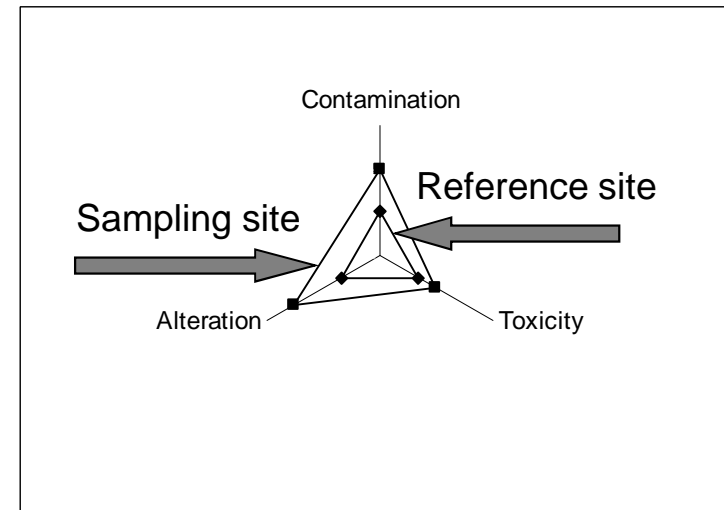 Contamination
Reference site
Sampling site
Alteration
Toxicity